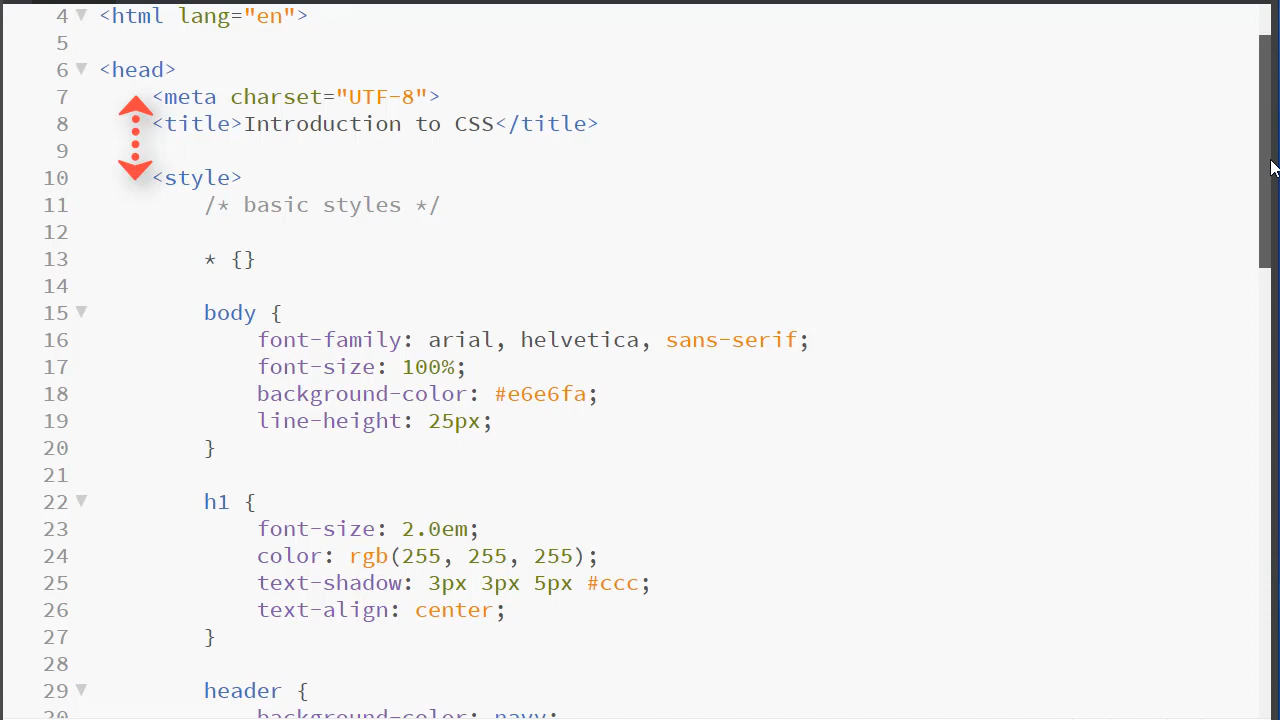 4 <html lang="en">
5
6 <head>
7 <meta charset="UTF-8">
8 <title>Introduction to CSS</title>
9
10 <style>
11 /* basic styles */
12
13 * {}
14
15 body {
16 font-family: arial, helvetica, sans-serif;
17 font-size: 100%;
18 background-color: #e6e6fa;
19 line-height: 25px;
20 }
21
22 h1 {
23 font-size: 2.0em;
24 color: rgb(255, 255, 255);
25 text-shadow: 3px 3px 5px #ccc;
26 text-align: center;
27 }
28
29 header {
30 background-color: navy;